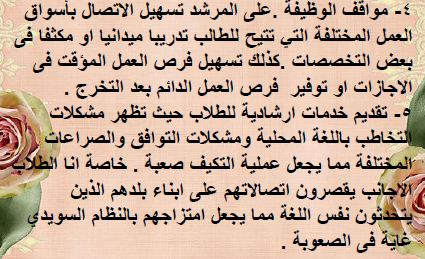 ٤- مواقف الوظيفة .على المرشد تسهيل الاتصال بأسواق
العمل المختلفة التي تتيح للطالب تدريبا ميدانيا او مكثفا فى
بعض التخصصات .كذلك تسهيل فرص العمل المؤقت فى
الاجازات او توفير فرص العمل الدائم بعد التخرج .
٥- تقديم خدمات ارشادية للطلاب حيث تظهر مشكلات
التخاطب باللغة المحلية ومشكلات التوافق والصراعات
المختلفة مما يجعل عملية التكيف صعبة . خاصة انا الطلاب
الاجانب يقصرون اتصالاتهم على ابناء بلدهم الذين
يتحدثون نفس اللغة مما يجعل امتزاجهم بالنظام السويدي
غاية فى الصعوبة .